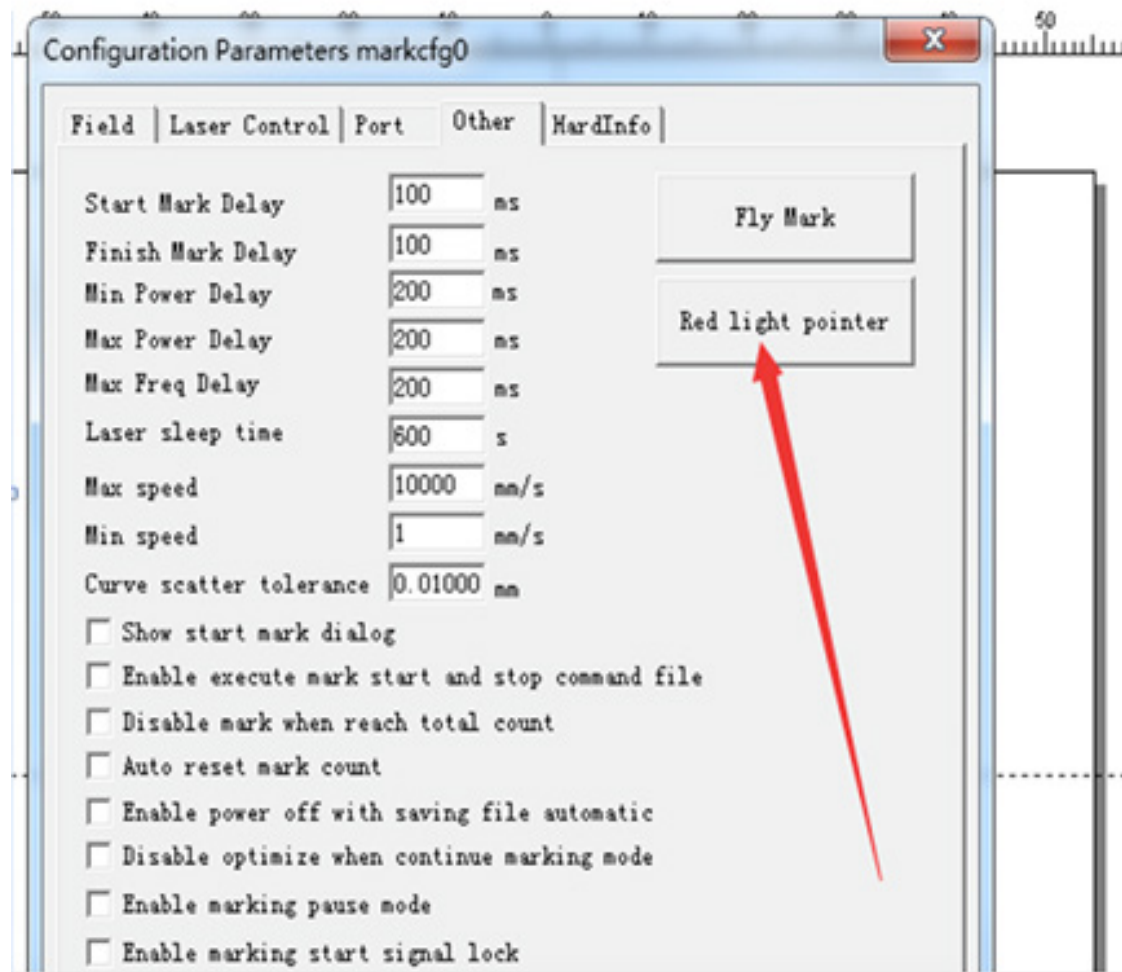 50
Configuration Parameters markcfg0
Field Laser Control Port Other HardInfo
Start Mark Delay 100 ms
Fly Mark
Finish Mark Delay 100 ms
Min Power Delay 200 ms
Red light pointer
Max Power Delay 200 ms
Max Freq Delay 200 ms
Laser sleep time 600 s
Max speed 10000 mm/s
Min speed 1 mm/s
Curve scatter tolerance 0.01000 mm
Show start mark dialog
Enable execute mark start and stop command file
Disable mark when reach total count
Auto reset mark count
Enable power off with saving file automatic
Disable optimize when continue marking mode
Enable marking pause mode
Enable marking start signal lock